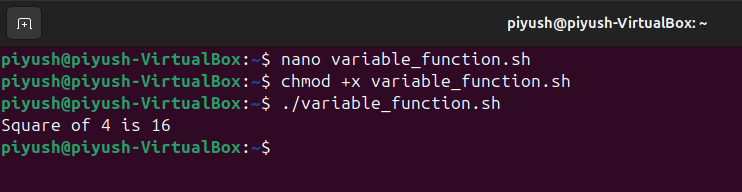 piyush@piyush-VirtualBox: ~
piyush@piyush-VirtualBox:~$ nano variable_function.sh
piyush@piyush-VirtualBox:~$ chmod +x variable_function.sh
piyush@piyush-VirtualBox:~$ ./variable_function.sh
Square of 4 is 16
piyush@piyush-VirtualBox:~$